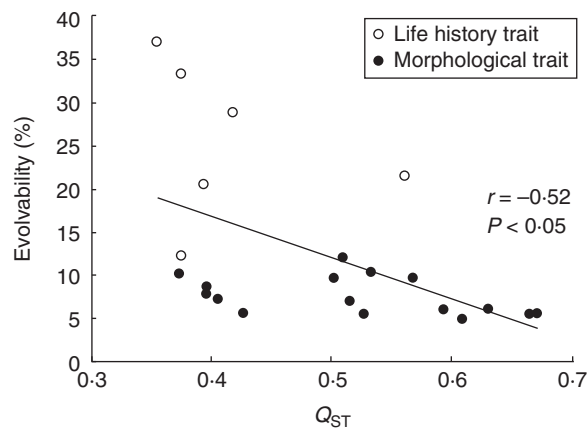 40
35
30
25
20
15
10
5
0
Evolvability (%)
Life history trait
Morphological trait
r = –0·52
P < 0·05
0·3 0·4 0·5 0·6 0·7
QST